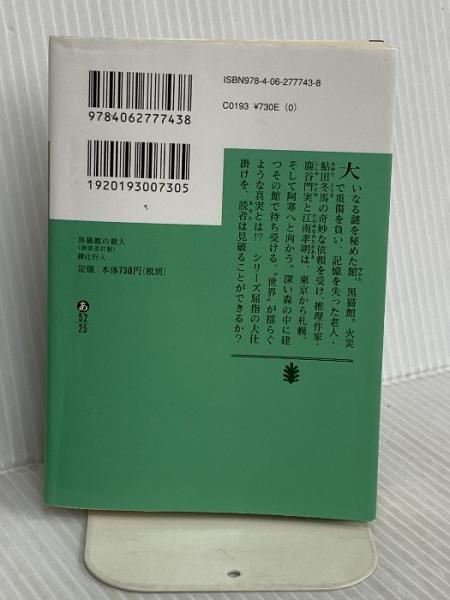 ISBN978-4-06-277743-8
C0193 ¥730E (0)
9784062777438
1920193007305
黒猫館の殺人
〈新装改訂版〉
綾辻行人
定価:本体730円(税別)
あ
52
25
大いなる謎を秘めた館、黒猫館。火災
で重傷を負い、記憶を失った老人・
鮎田冬馬の奇妙な依頼を受け、推理作家・
鹿谷門実と江南孝明は、東京から札幌、
そして阿寒へと向かう。深い森の中に建
つその館で待ち受ける、“世界”が揺らぐ
ような真実とは!? シリーズ屈指の大仕
掛けを、読者は見破ることができるか?